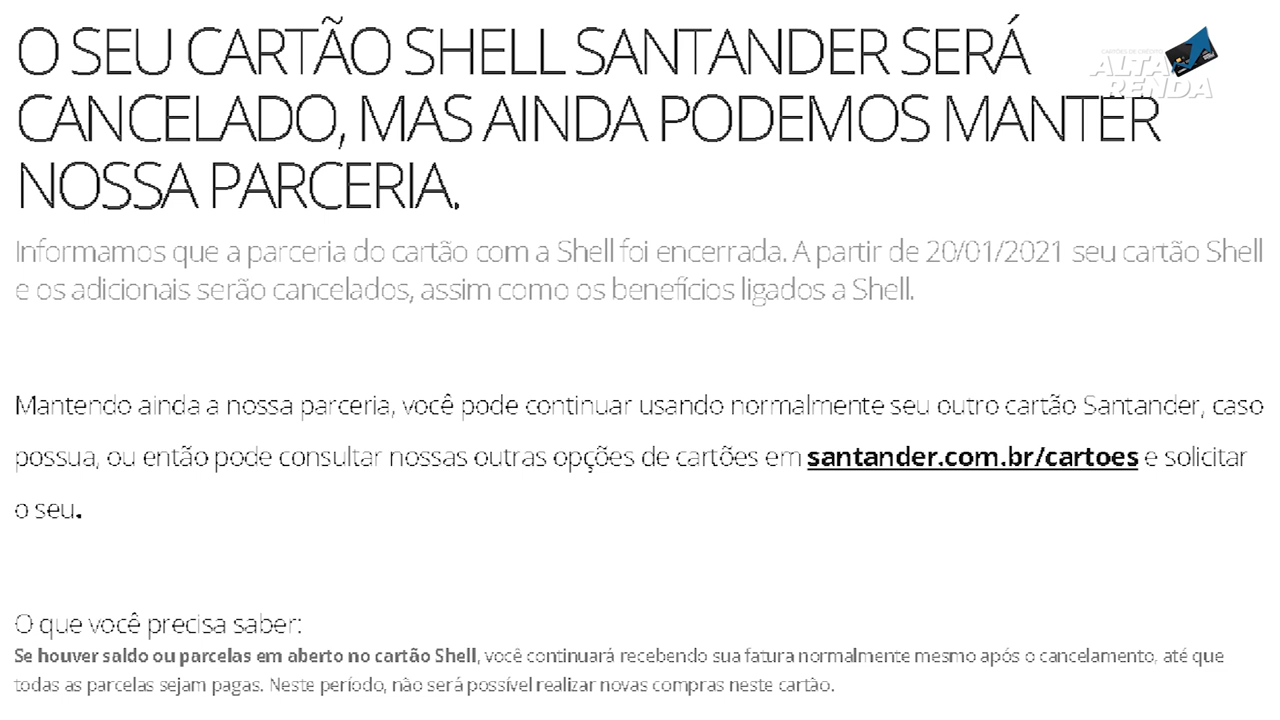 O SEU CARTÃO SHELL SANTANDER SERÁ
CANCELADO, MAS AINDA PODEMOS MANTER
NOSSA PARCERIA.
CARTÕES DE CRÉDITO
ALTA
RENDA
Informamos que a parceria do cartão com a Shell foi encerrada. A partir de 20/01/2021 seu cartão Shell
e os adicionais serão cancelados, assim como os benefícios ligados a Shell.
Mantendo ainda a nossa parceria, você pode continuar usando normalmente seu outro cartão Santander, caso
possua, ou então pode consultar nossas outras opções de cartões em santander.com.br/cartoes e solicitar
o seu.
O que você precisa saber:
Se houver saldo ou parcelas em aberto no cartão Shell, você continuará recebendo sua fatura normalmente mesmo após o cancelamento, até que
todas as parcelas sejam pagas. Neste período, não será possível realizar novas compras neste cartão.